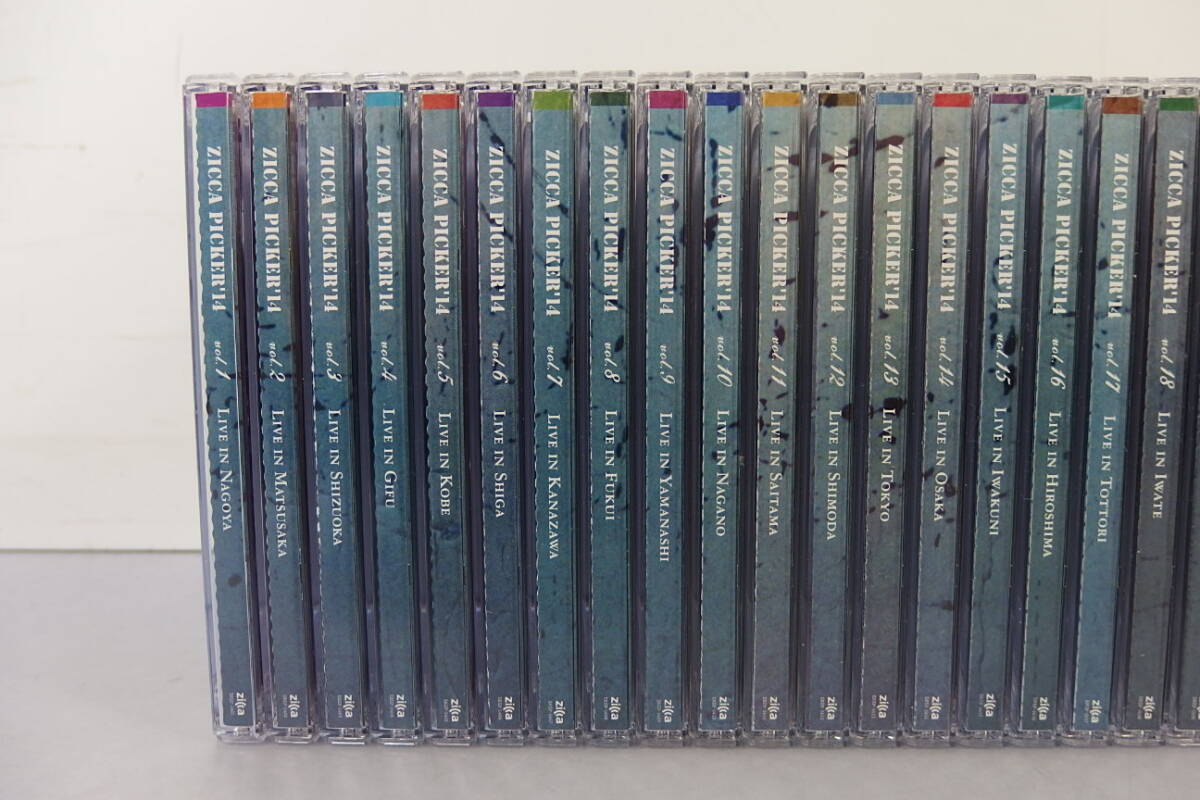 ZICCA PICKER'14 vol.1 LIVE IN NAGOYA zicca
ZICCA PICKER'14 vol.2 LIVE IN MATSUSAKA zicca
ZICCA PICKER'14 vol.3 LIVE IN SHIZUOKA zicca
ZICCA PICKER'14 vol.4 LIVE IN GIFU zicca
ZICCA PICKER'14 vol.5 LIVE IN KOBE zicca
ZICCA PICKER'14 vol.6 LIVE IN SHIGA zicca
ZICCA PICKER'14 vol.7 LIVE IN KANAZAWA zicca
ZICCA PICKER'14 vol.8 LIVE IN FUKUI zicca
ZICCA PICKER'14 vol.9 LIVE IN YAMANASHI zicca
ZICCA PICKER'14 vol.10 LIVE IN NAGANO zicca
ZICCA PICKER'14 vol.11 LIVE IN SAITAMA zicca
ZICCA PICKER'14 vol.12 LIVE IN SHIMODA zicca
ZICCA PICKER'14 vol.13 LIVE IN TOKYO zicca
ZICCA PICKER'14 vol.14 LIVE IN OSAKA zicca
ZICCA PICKER'14 vol.15 LIVE IN IWAKUNI zicca
ZICCA PICKER'14 vol.16 LIVE IN HIROSHIMA zicca
ZICCA PICKER'14 vol.17 LIVE IN TOTTORI zicca
ZICCA PICKER'14 vol.18 LIVE IN IWATE zicca